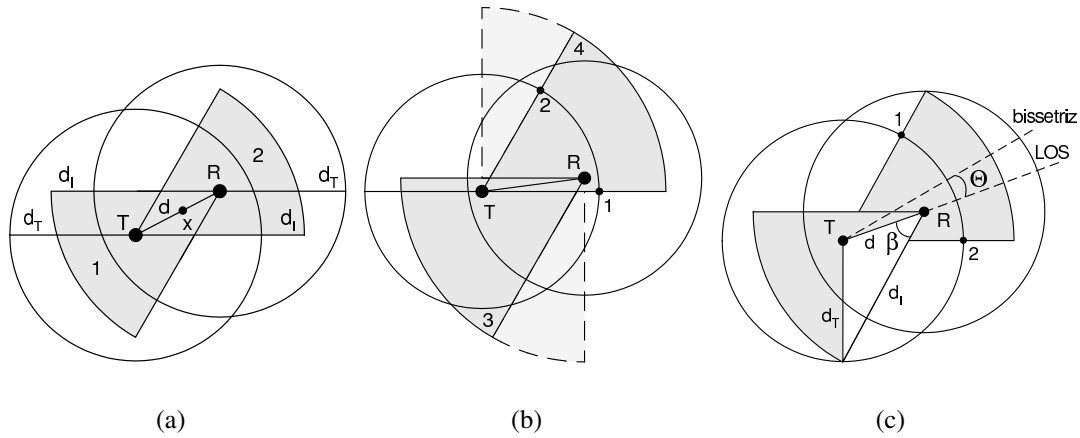 d_I
R
2
d_T
d
x
d_T
T
d_I
1
(a)
4
2
R
T
1
3
(b)
1
bissetriz
LOS
Θ
T
R
d
β
2
d_I
d_T
(c)